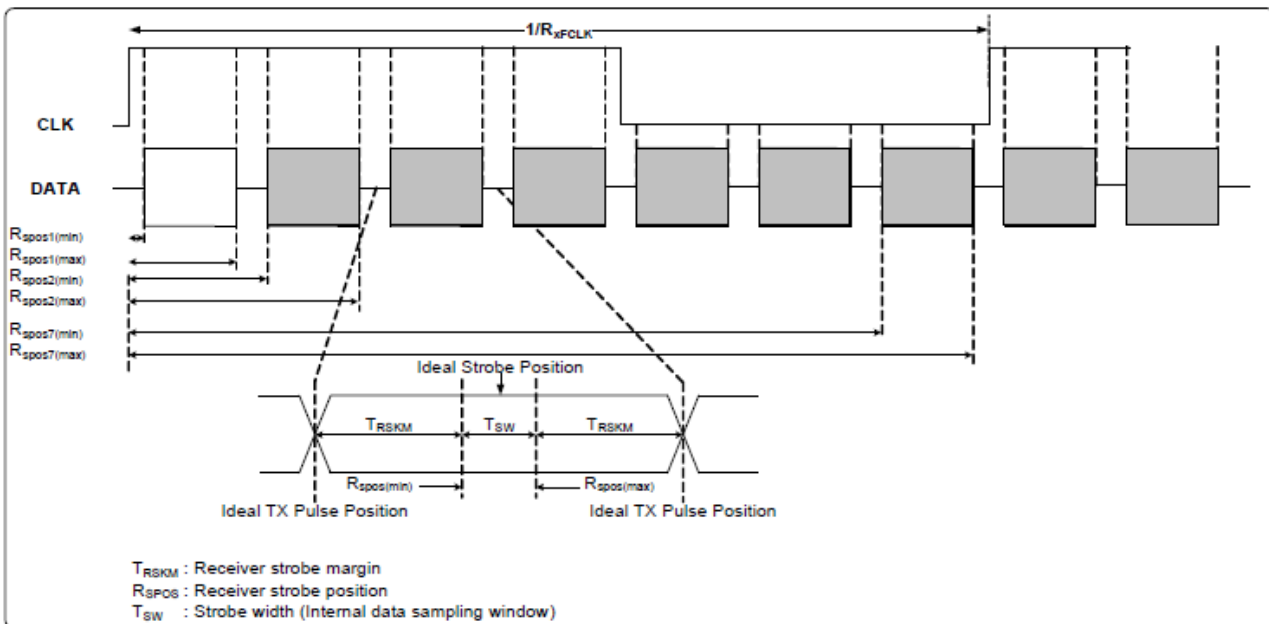 1/RxFCLK
CLK
DATA
Rspos1(min)
Rspos1(max)
Rspos2(min)
Rspos2(max)
Rspos7(min)
Rspos7(max)
Ideal Strobe Position
TRSKM TSW TRSKM
Rspos(min) Rspos(max)
Ideal TX Pulse Position Ideal TX Pulse Position
TRSKM : Receiver strobe margin
RSPOS : Receiver strobe position
TSW : Strobe width (Internal data sampling window)